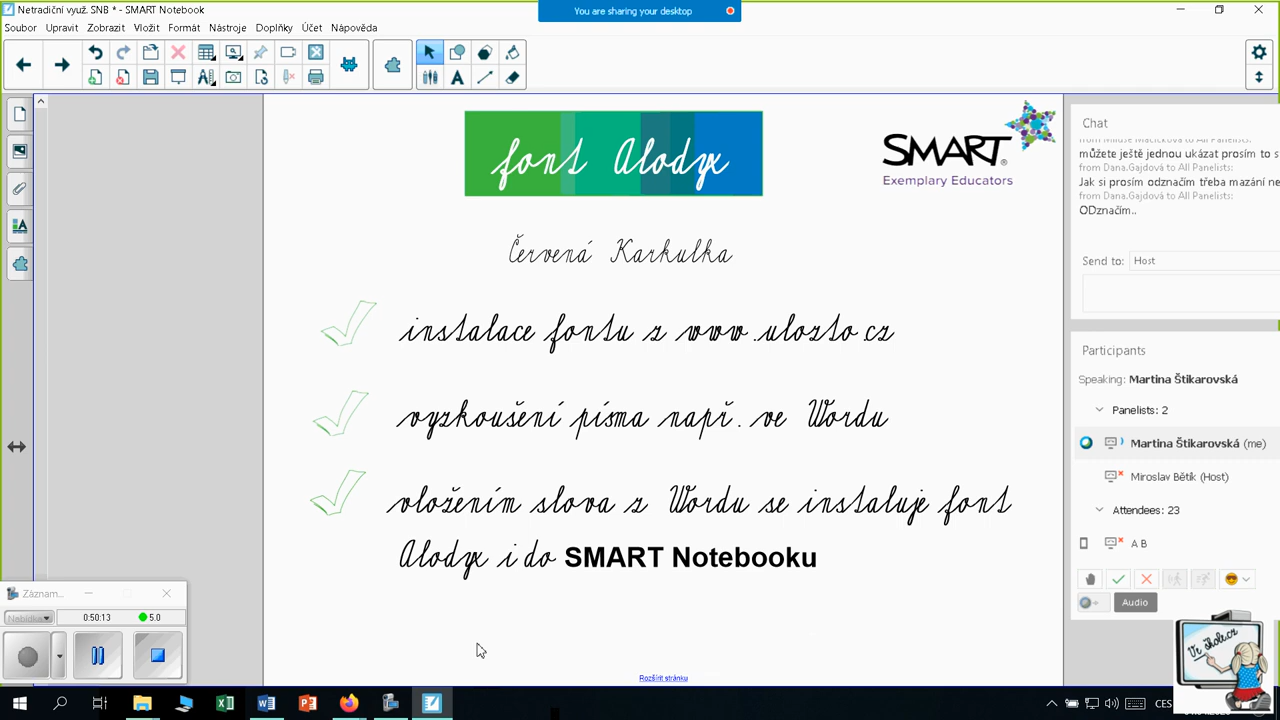 Netradiční využ. SNB * - SMART Notebook
You are sharing your desktop
Soubor Upravit Zobrazit Vložit Formát Nástroje Doplňky Účet Nápověda
font Alodyx
SMART
Exemplary Educators
Červená Karkulka
instalace fontu z www.ulozto.cz
vyzkoušení písma např. ve Wordu
vložením slova z Wordu se instaluje font
Alodyx i do SMART Notebooku
Rozšířit stránku
Chat
můžete ještě jednou ukázat prosím to s
from Dana.Gajdová to All Panelists:
Jak si prosím odznačím třeba mazání ne
from Dana.Gajdová to All Panelists:
ODznačím..
Send to: Host
Participants
Speaking: Martina Štikarovská
Panelists: 2
Martina Štikarovská (me)
Miroslav Bětík (Host)
Attendees: 23
A B
Audio
Záznam...
Nabídka
0:50:13
5.0
Ve škole.cz
CES